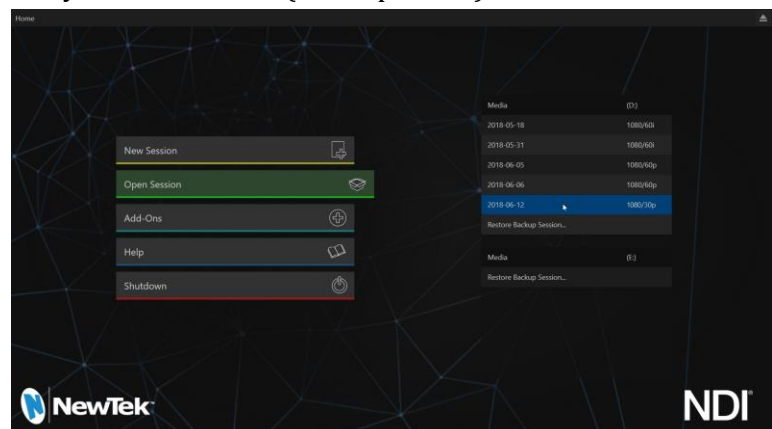 Home
New Session
Open Session
Add-Ons
Help
Shutdown
Media (D:)
2018-05-18 1080/60i
2018-05-31 1080/60i
2018-06-05 1080/60p
2018-06-06 1080/60p
2018-06-12 1080/30p
Restore Backup Session...
Media (E:)
Restore Backup Session...
NewTek
NDI®